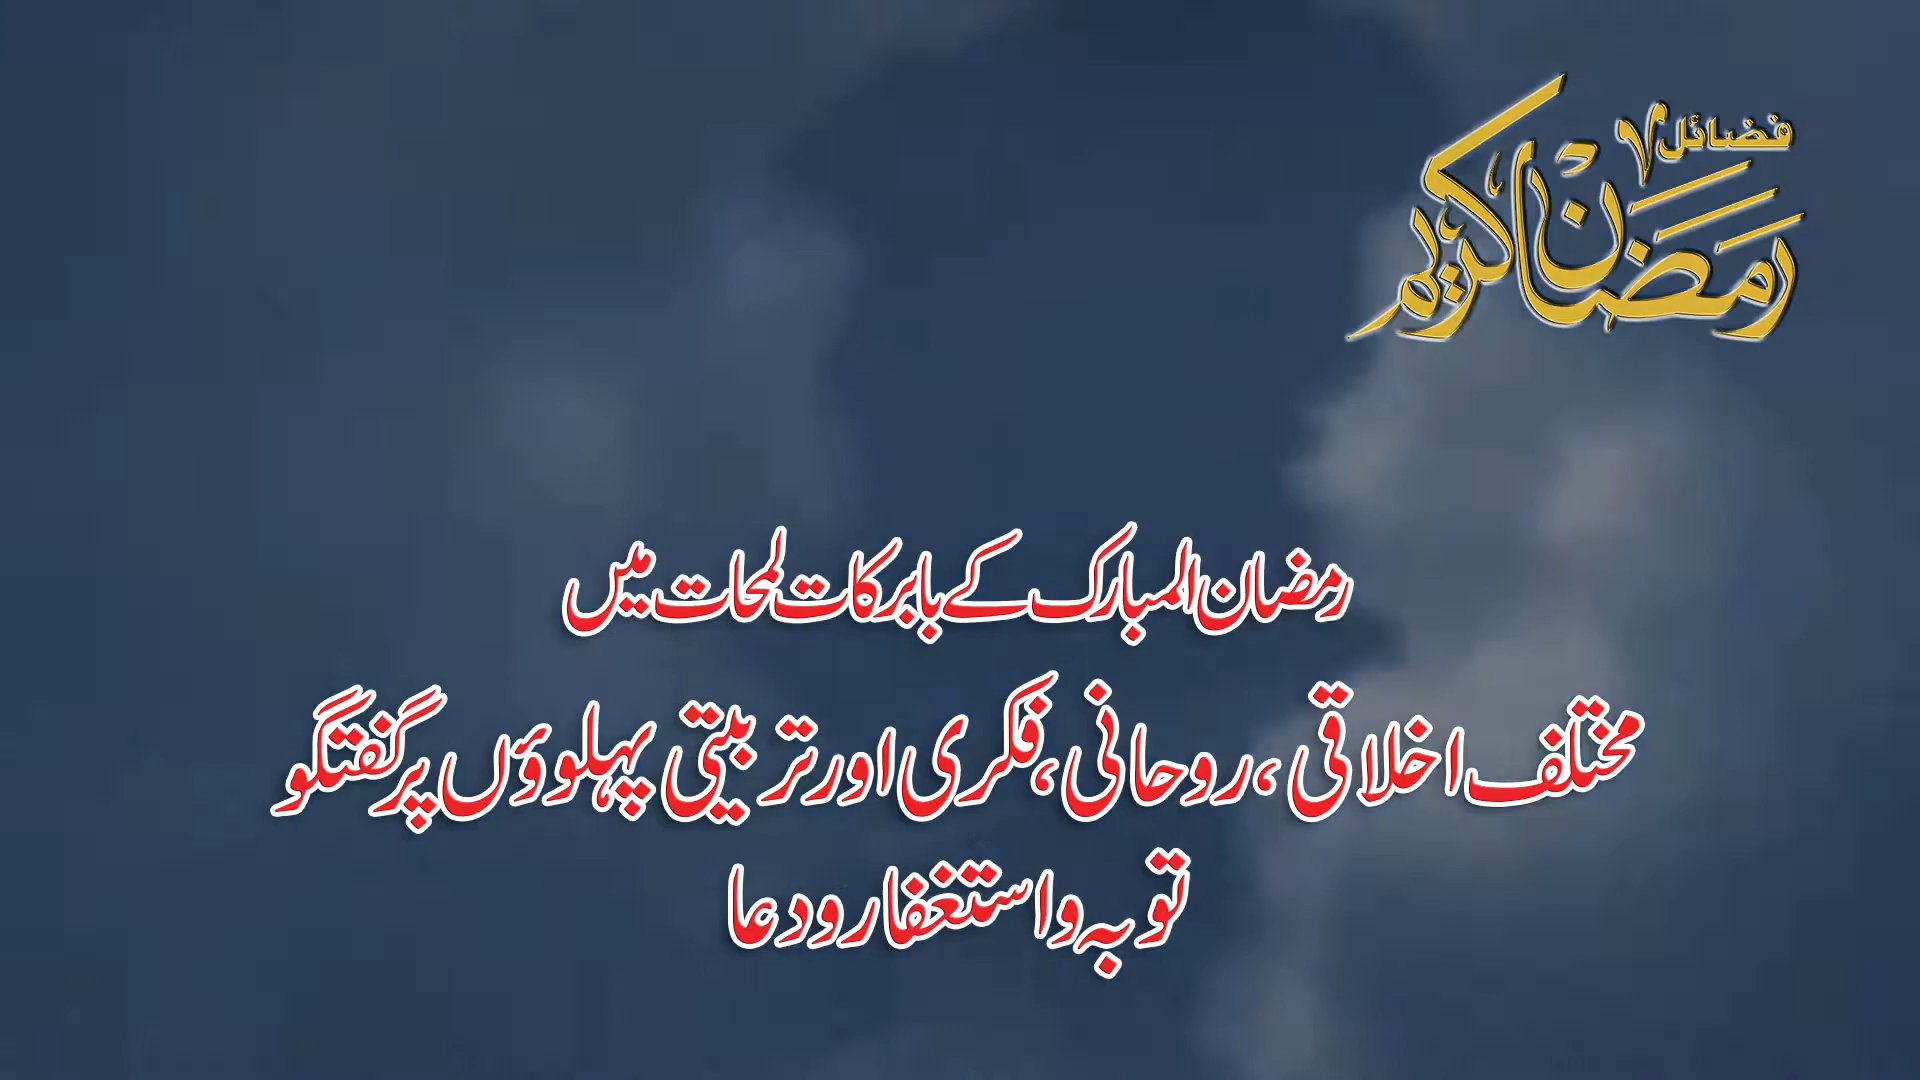 فضائل
رمضان کریم
رمضان المبارک کے بابرکات لمحات میں
مختلف اخلاقی ، روحانی ، فکری اور تربیتی پہلوؤں پر گفتگو
توبہ و استغفار و دعا